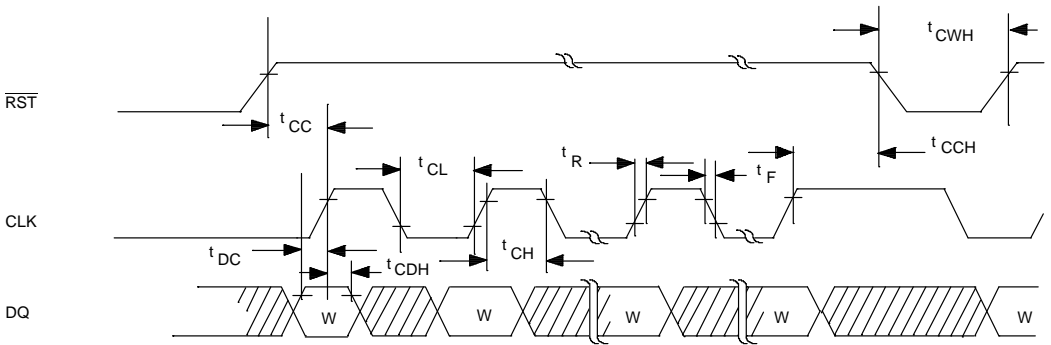 t CWH
RST
t CC
t CCH
t R
t CL
t F
CLK
t DC
t CDH
t CH
DQ
W
W
W
W
W